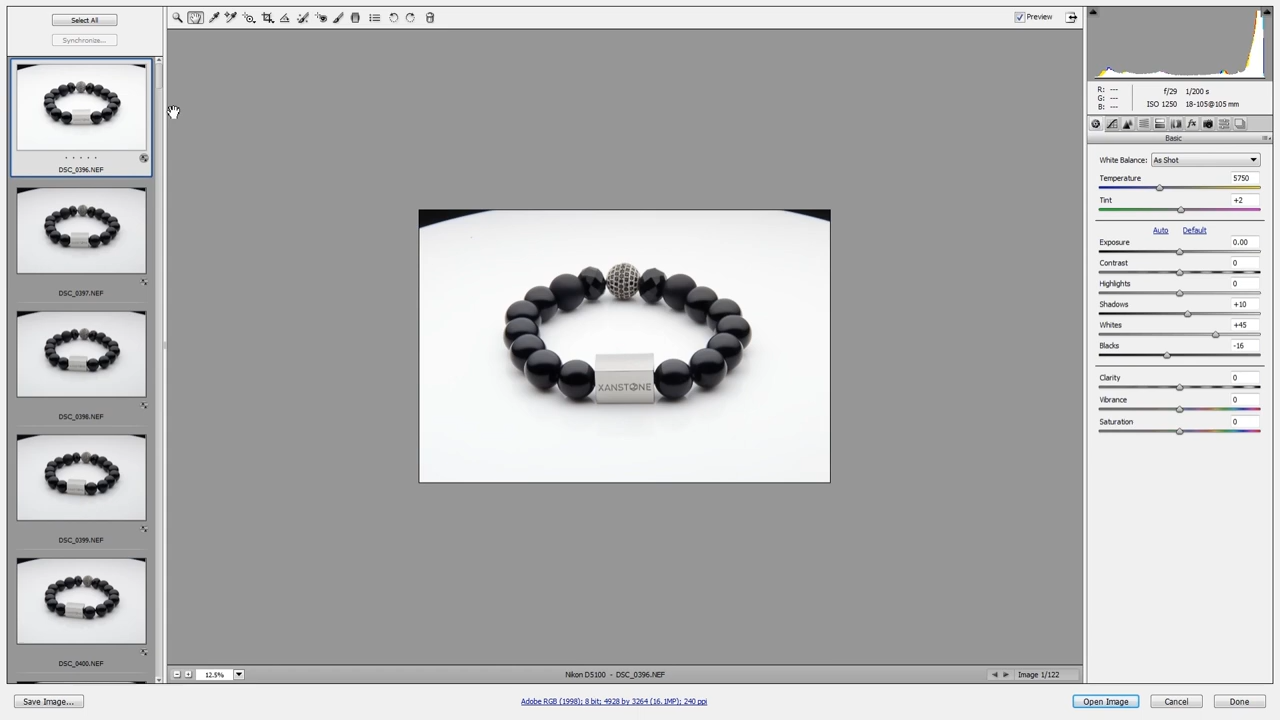 Select All
Synchronize...
Preview
DSC_0396.NEF
DSC_0397.NEF
DSC_0398.NEF
DSC_0399.NEF
DSC_0400.NEF
XANSTONE
R: ---
G: ---
B: ---
f/29 1/200 s
ISO 1250 18-105@105 mm
Basic
White Balance: As Shot
Temperature 5750
Tint +2
Auto Default
Exposure 0.00
Contrast 0
Highlights 0
Shadows +10
Whites +45
Blacks -16
Clarity 0
Vibrance 0
Saturation 0
12.5%
Nikon D5100 - DSC_0396.NEF
Image 1/122
Save Image...
Adobe RGB (1998); 8 bit; 4928 by 3264 (16.1MP); 240 ppi
Open Image
Cancel
Done